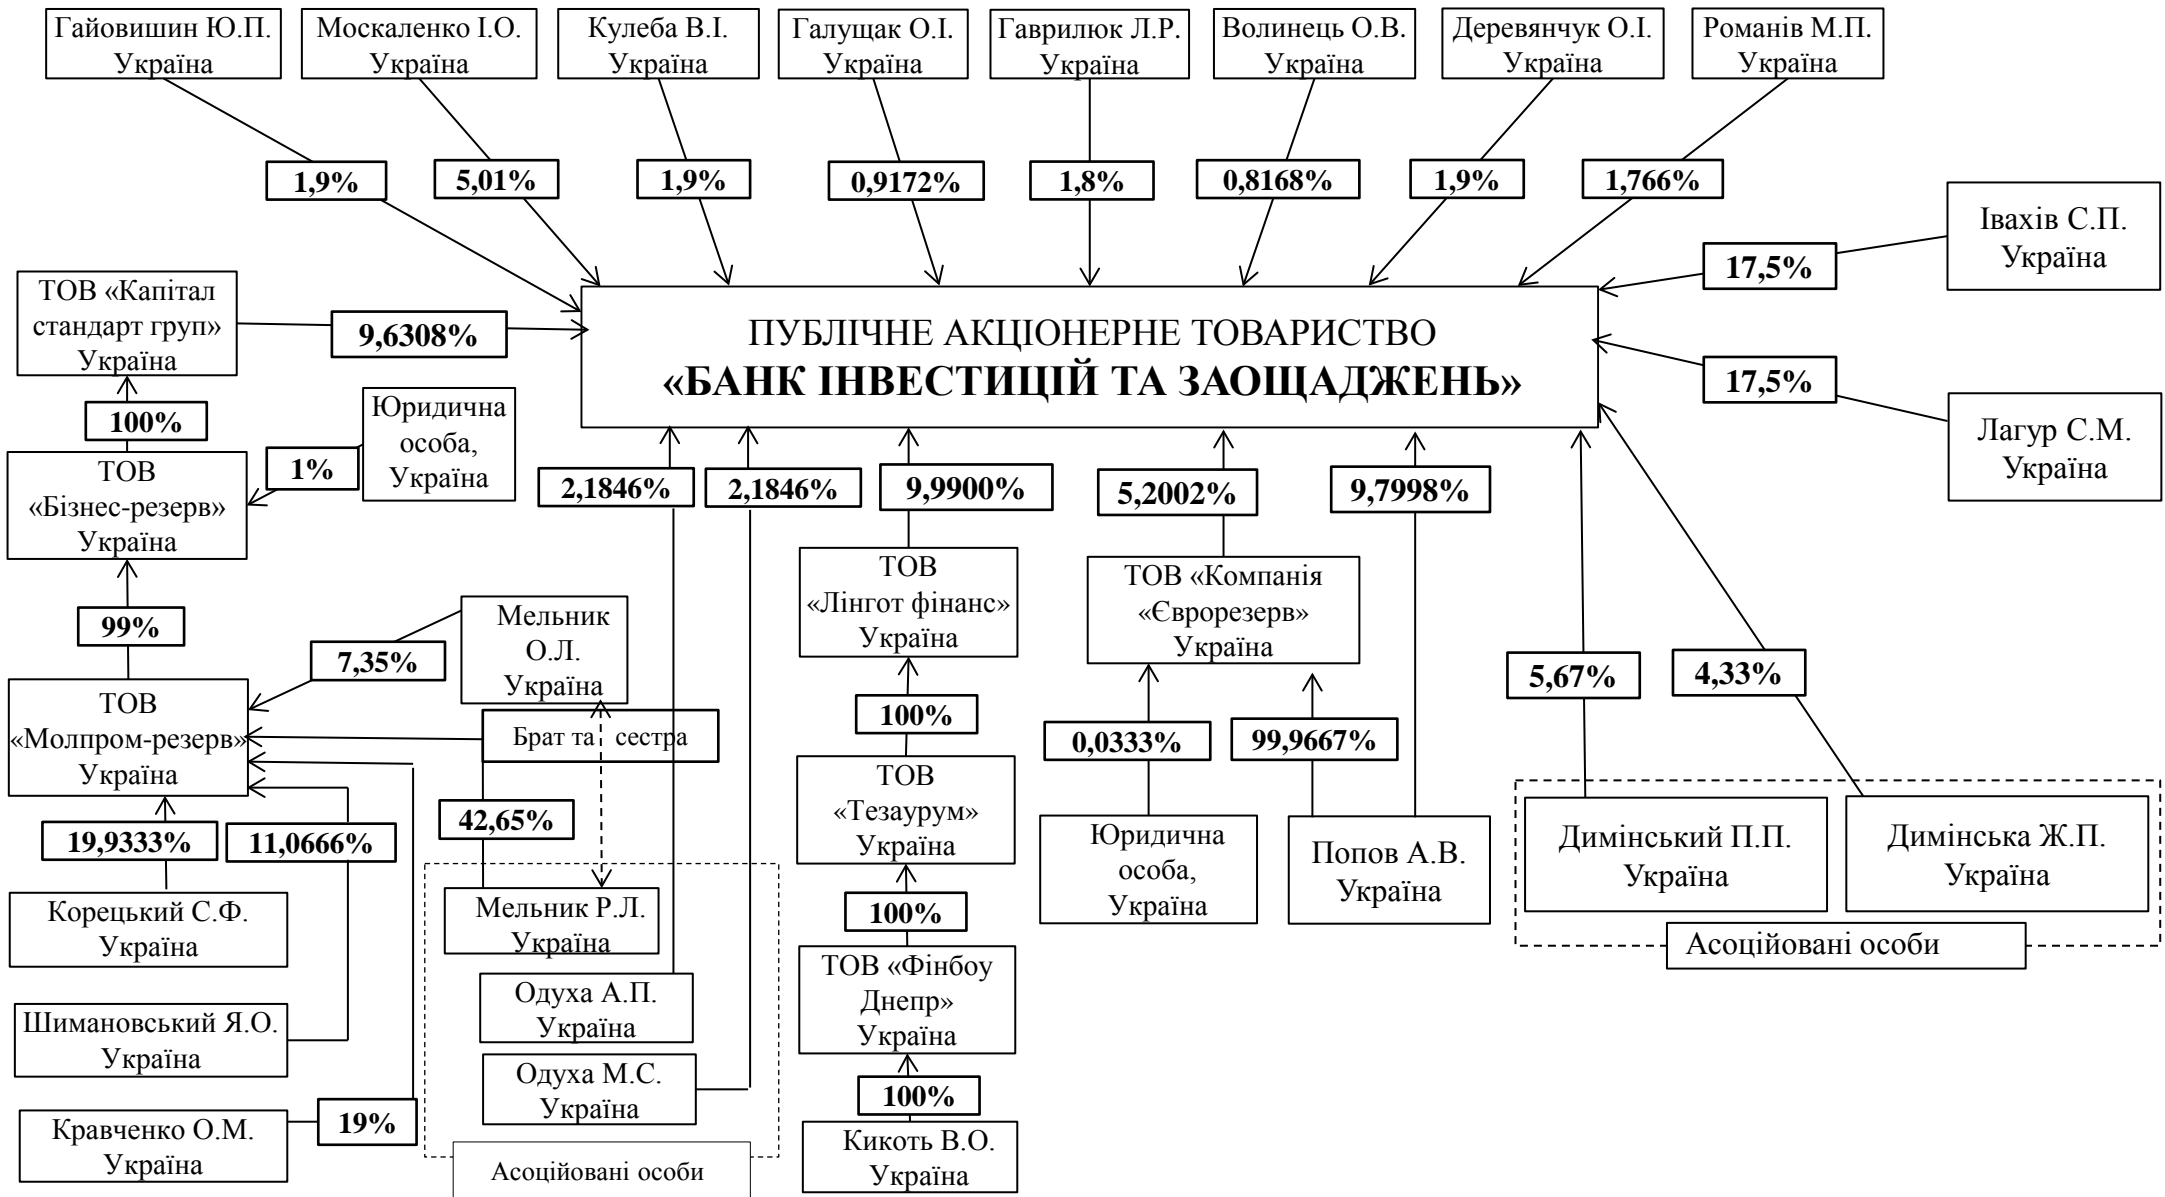 Гайовишин Ю.П.
Україна
Москаленко І.О.
Україна
Кулеба В.І.
Україна
Галущак О.І.
Україна
Гаврилюк Л.Р.
Україна
Волинець О.В.
Україна
Деревянчук О.І.
Україна
Романів М.П.
Україна
1,9%
5,01%
1,9%
0,9172%
1,8%
0,8168%
1,9%
1,766%
Івахів С.П.
Україна
17,5%
ТОВ «Капітал
стандарт груп»
Україна
9,6308%
ПУБЛІЧНЕ АКЦІОНЕРНЕ ТОВАРИСТВО
«БАНК ІНВЕСТИЦІЙ ТА ЗАОЩАДЖЕНЬ»
17,5%
Лагур С.М.
Україна
100%
Юридична
особа,
Україна
1%
ТОВ
«Бізнес-резерв»
Україна
2,1846%
2,1846%
9,9900%
5,2002%
9,7998%
ТОВ
«Лінгот фінанс»
Україна
ТОВ «Компанія
«Єврорезерв»
Україна
99%
7,35%
Мельник
О.Л.
Україна
5,67%
4,33%
ТОВ
«Молпром-резерв»
Україна
Брат та сестра
100%
0,0333%
99,9667%
ТОВ
«Тезаурум»
Україна
19,9333%
11,0666%
42,65%
Юридична
особа,
Україна
Попов А.В.
Україна
Димінський П.П.
Україна
Димінська Ж.П.
Україна
Асоційовані особи
Корецький С.Ф.
Україна
Мельник Р.Л.
Україна
100%
Одуха А.П.
Україна
ТОВ «Фінбоу
Днепр»
Україна
Шимановський Я.О.
Україна
Одуха М.С.
Україна
100%
Кравченко О.М.
Україна
19%
Асоційовані особи
Кикоть В.О.
Україна